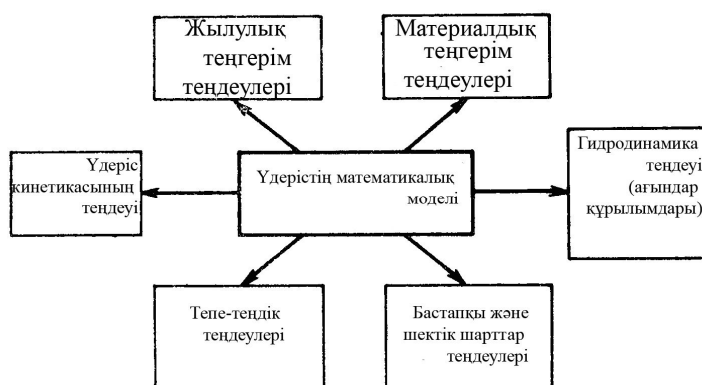 Жылулық
теңгерім
теңдеулері
Материалдық
теңгерім
теңдеулері
Үдеріс
кинетикасының
теңдеуі
Үдерістің математикалық
моделі
Гидродинамика
теңдеуі
(ағындар
құрылымдары)
Тепе-теңдік
теңдеулері
Бастапқы және
шектік шарттар
теңдеулері